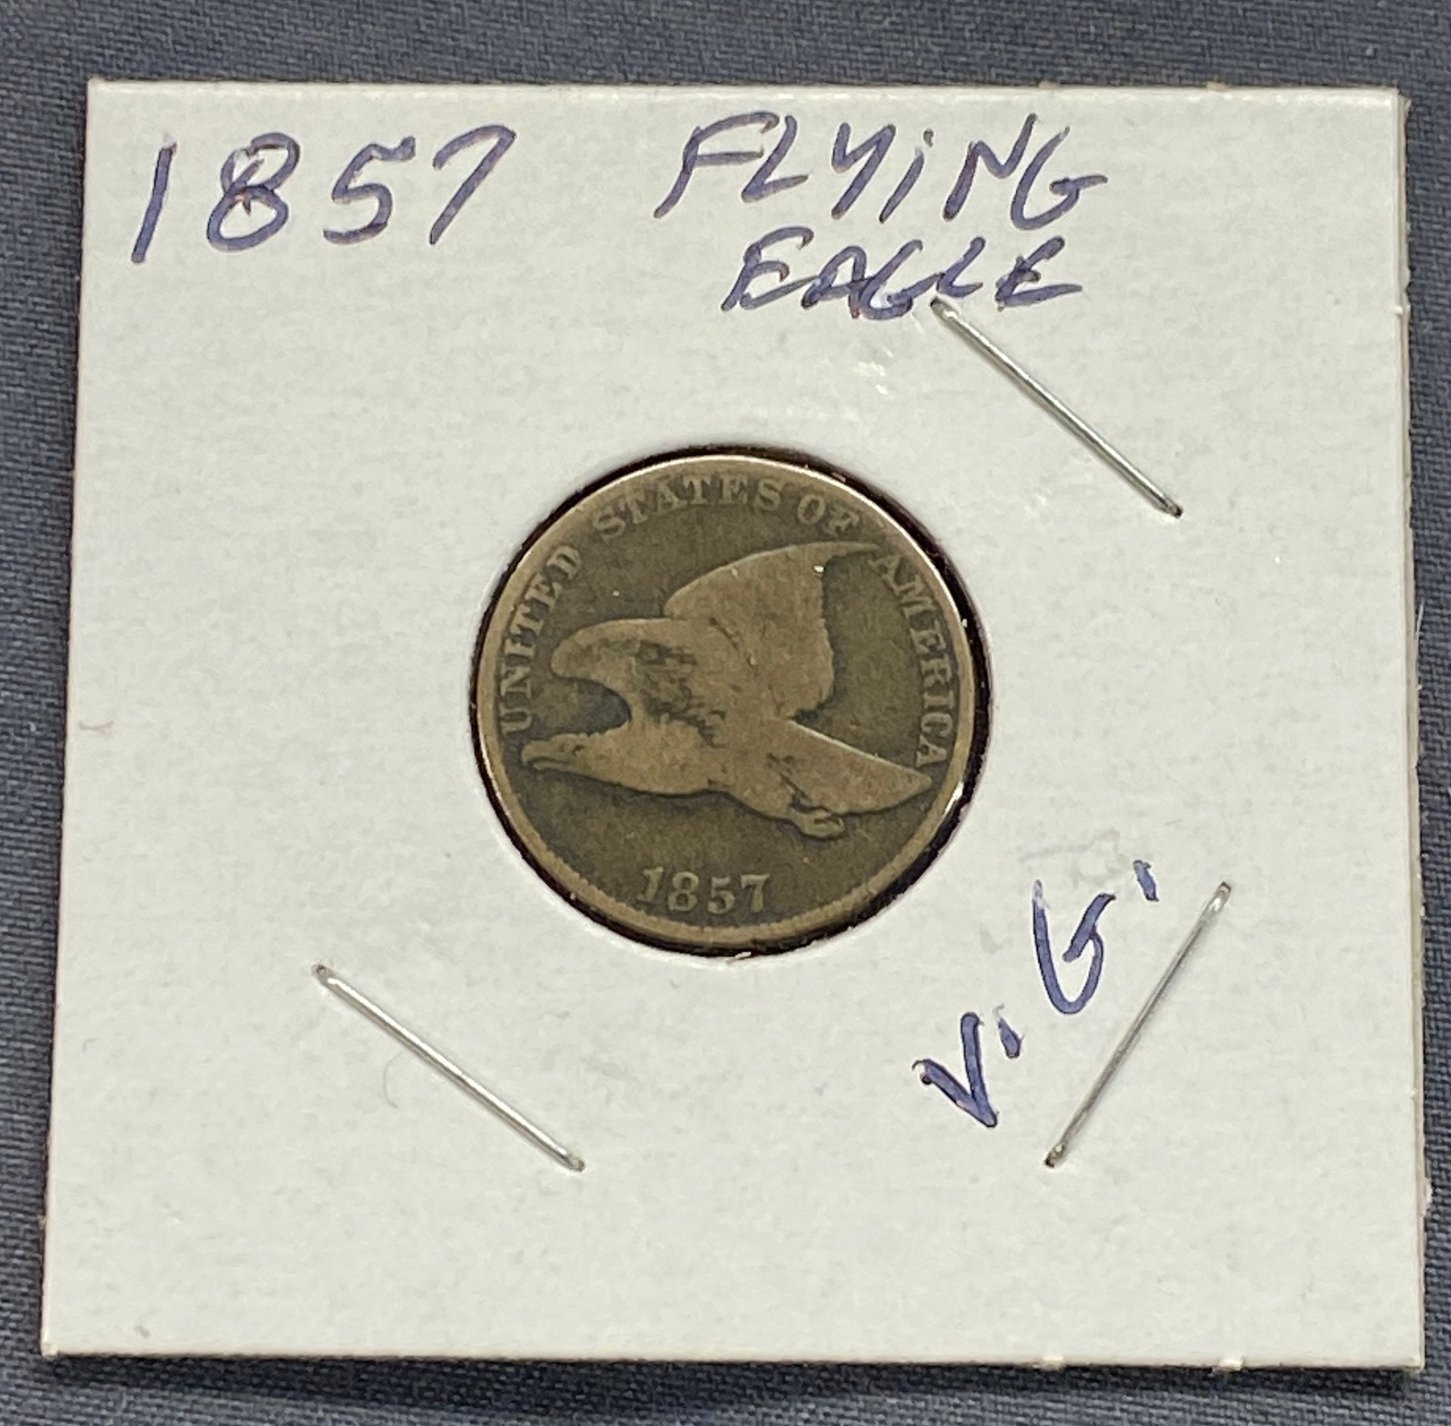 1857 FLYiNG
EAGLE
UNITED STATES OF AMERICA
1857
V.G.